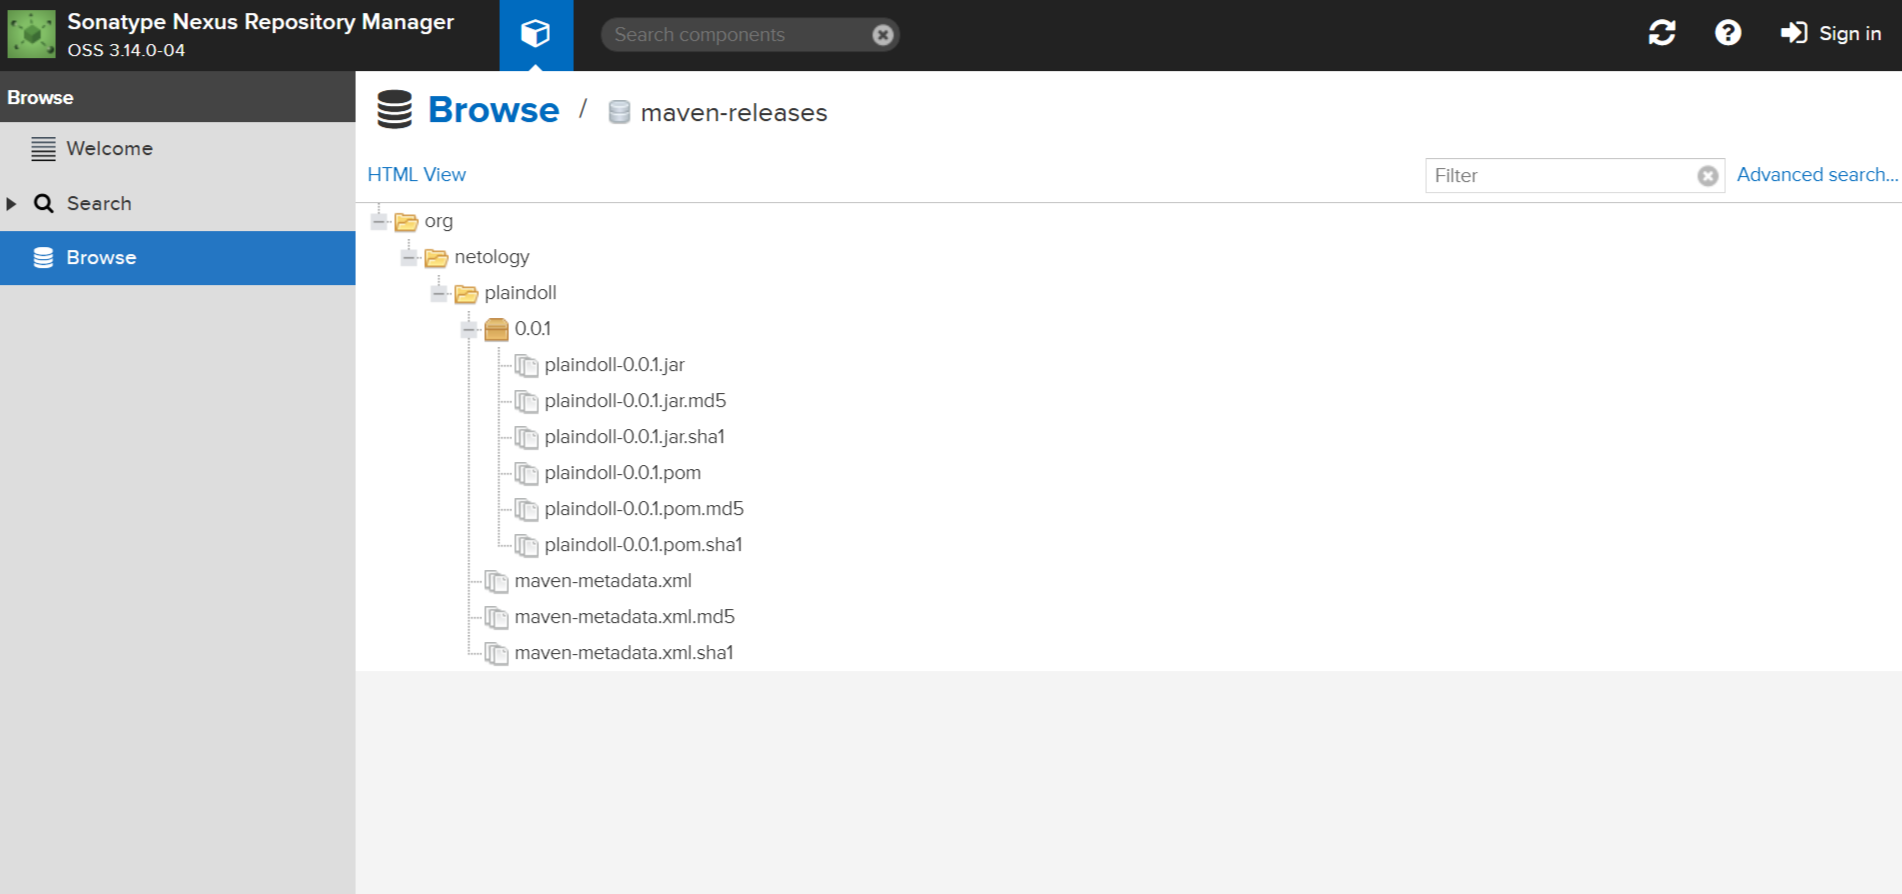 Sonatype Nexus Repository Manager
OSS 3.14.0-04
Search components
Sign in
Browse
Welcome
Search
Browse
Browse / maven-releases
HTML View
Filter
Advanced search...
org
netology
plaindoll
0.0.1
plaindoll-0.0.1.jar
plaindoll-0.0.1.jar.md5
plaindoll-0.0.1.jar.sha1
plaindoll-0.0.1.pom
plaindoll-0.0.1.pom.md5
plaindoll-0.0.1.pom.sha1
maven-metadata.xml
maven-metadata.xml.md5
maven-metadata.xml.sha1